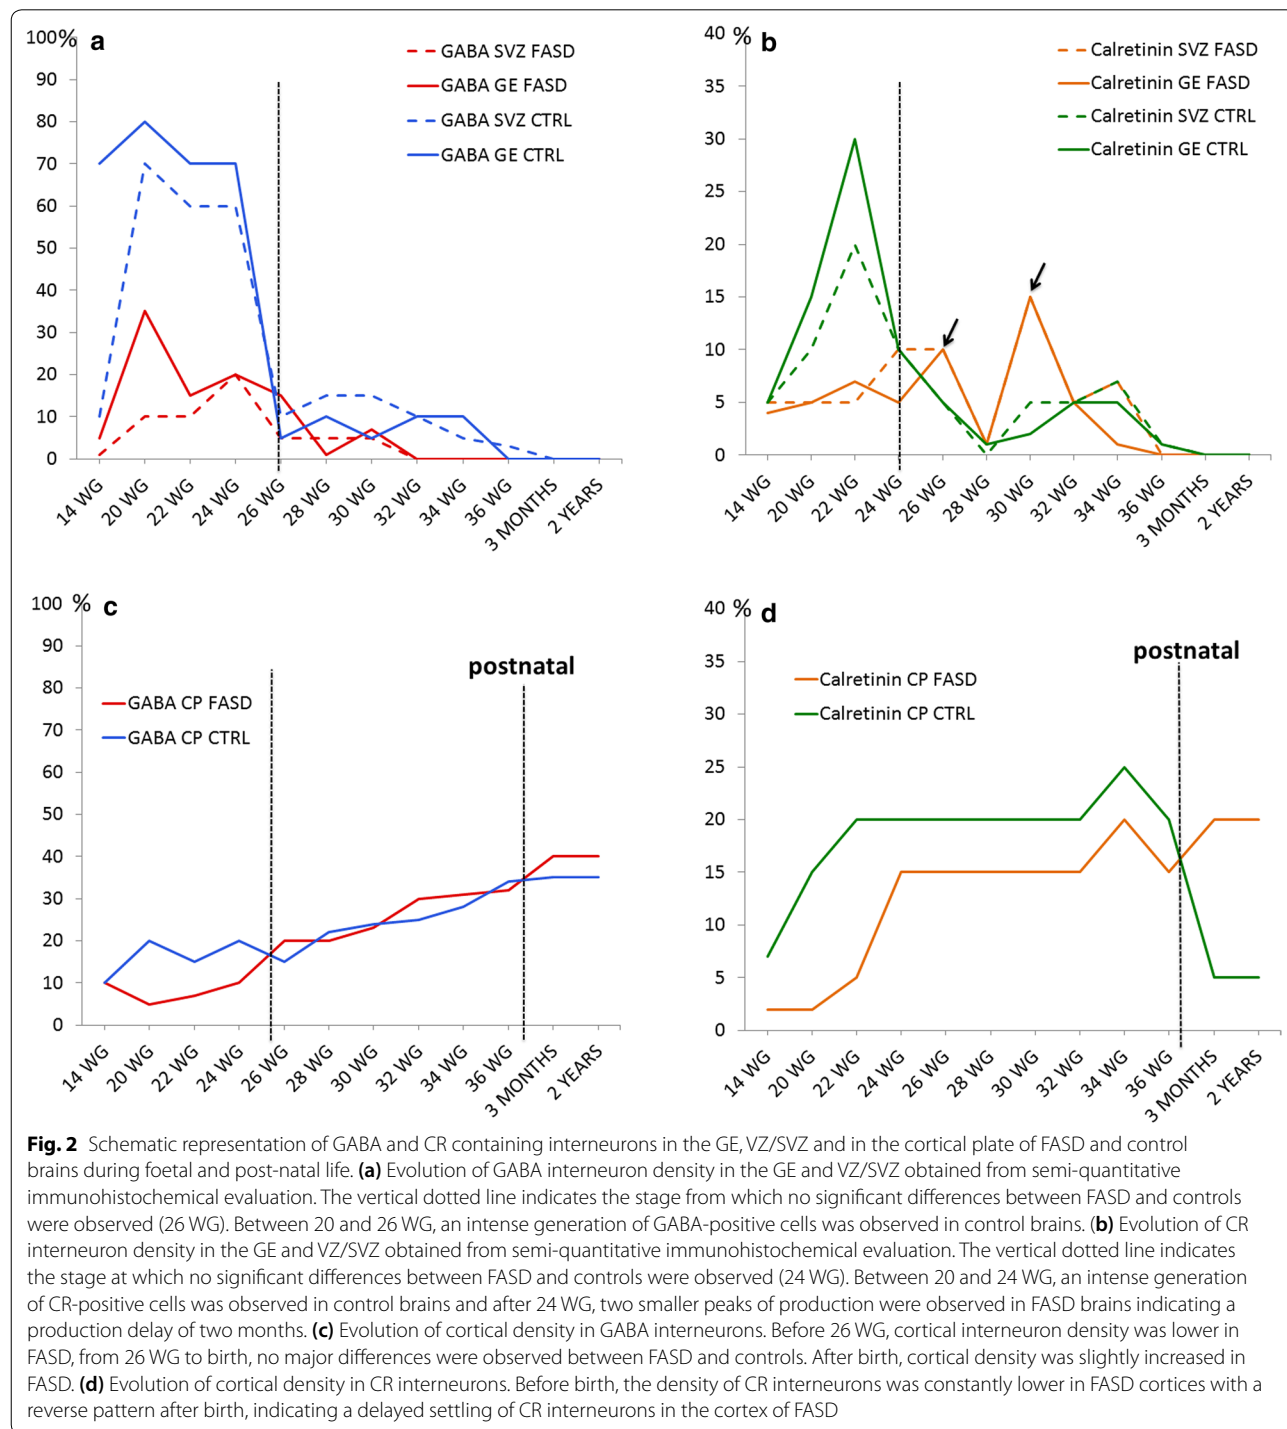 100%
a
90
80
70
60
50
40
30
20
10
0
GABA SVZ FASD
GABA GE FASD
GABA SVZ CTRL
GABA GE CTRL
14 WG
20 WG
22 WG
24 WG
26 WG
28 WG
30 WG
32 WG
34 WG
36 WG
3 MONTHS
2 YEARS
40 %
b
35
30
25
20
15
10
5
0
Calretinin SVZ FASD
Calretinin GE FASD
Calretinin SVZ CTRL
Calretinin GE CTRL
14 WG
20 WG
22 WG
24 WG
26 WG
28 WG
30 WG
32 WG
34 WG
36 WG
3 MONTHS
2 YEARS
100 %
c
90
80
70
60
50
40
30
20
10
0
postnatal
GABA CP FASD
GABA CP CTRL
14 WG
20 WG
22 WG
24 WG
26 WG
28 WG
30 WG
32 WG
34 WG
36 WG
3 MONTHS
2 YEARS
40 %
d
35
30
25
20
15
10
5
0
postnatal
Calretinin CP FASD
Calretinin CP CTRL
14 WG
20 WG
22 WG
24 WG
26 WG
28 WG
30 WG
32 WG
34 WG
36 WG
3 MONTHS
2 YEARS
Fig. 2 Schematic representation of GABA and CR containing interneurons in the GE, VZ/SVZ and in the cortical plate of FASD and control
brains during foetal and post-natal life. (a) Evolution of GABA interneuron density in the GE and VZ/SVZ obtained from semi-quantitative
immunohistochemical evaluation. The vertical dotted line indicates the stage from which no significant differences between FASD and controls
were observed (26 WG). Between 20 and 26 WG, an intense generation of GABA-positive cells was observed in control brains. (b) Evolution of CR
interneuron density in the GE and VZ/SVZ obtained from semi-quantitative immunohistochemical evaluation. The vertical dotted line indicates
the stage at which no significant differences between FASD and controls were observed (24 WG). Between 20 and 24 WG, an intense generation
of CR-positive cells was observed in control brains and after 24 WG, two smaller peaks of production were observed in FASD brains indicating a
production delay of two months. (c) Evolution of cortical density in GABA interneurons. Before 26 WG, cortical interneuron density was lower in
FASD, from 26 WG to birth, no major differences were observed between FASD and controls. After birth, cortical density was slightly increased in
FASD. (d) Evolution of cortical density in CR interneurons. Before birth, the density of CR interneurons was constantly lower in FASD cortices with a
reverse pattern after birth, indicating a delayed settling of CR interneurons in the cortex of FASD